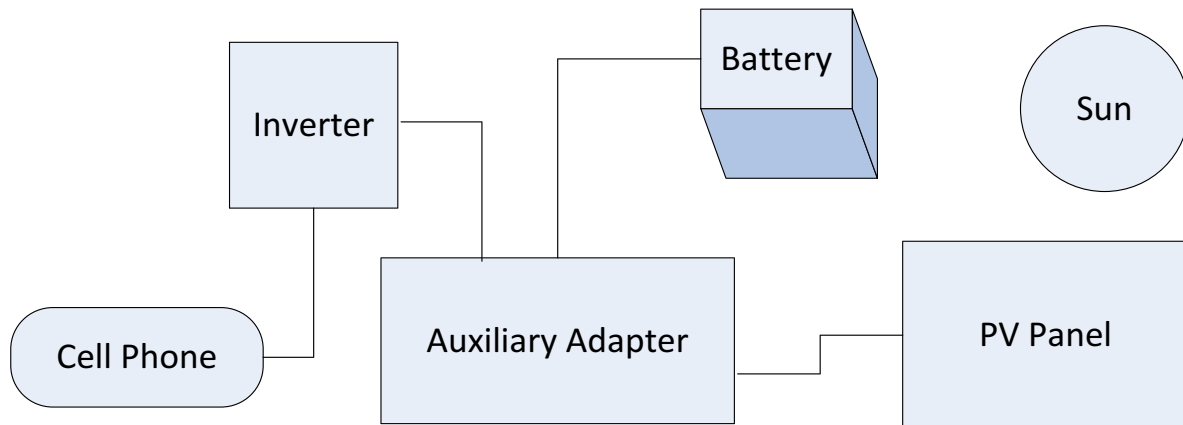 Battery
Sun
Inverter
Auxiliary Adapter
PV Panel
Cell Phone